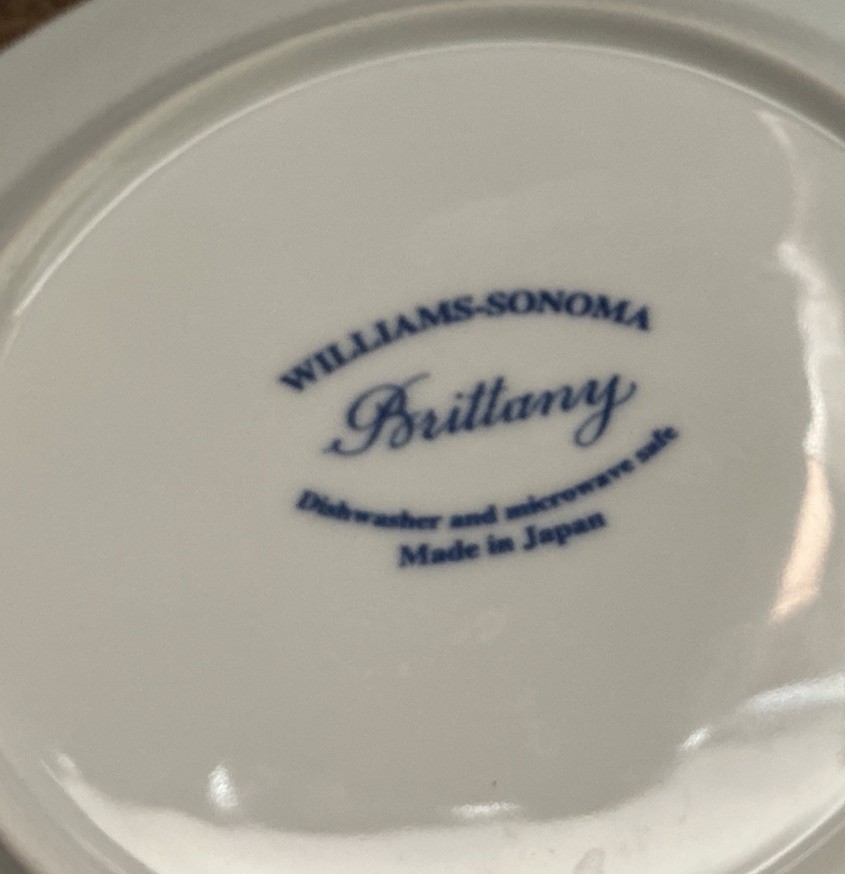 WILLIAMS-SONOMA
Brittany
Dishwasher and microwave safe
Made in Japan